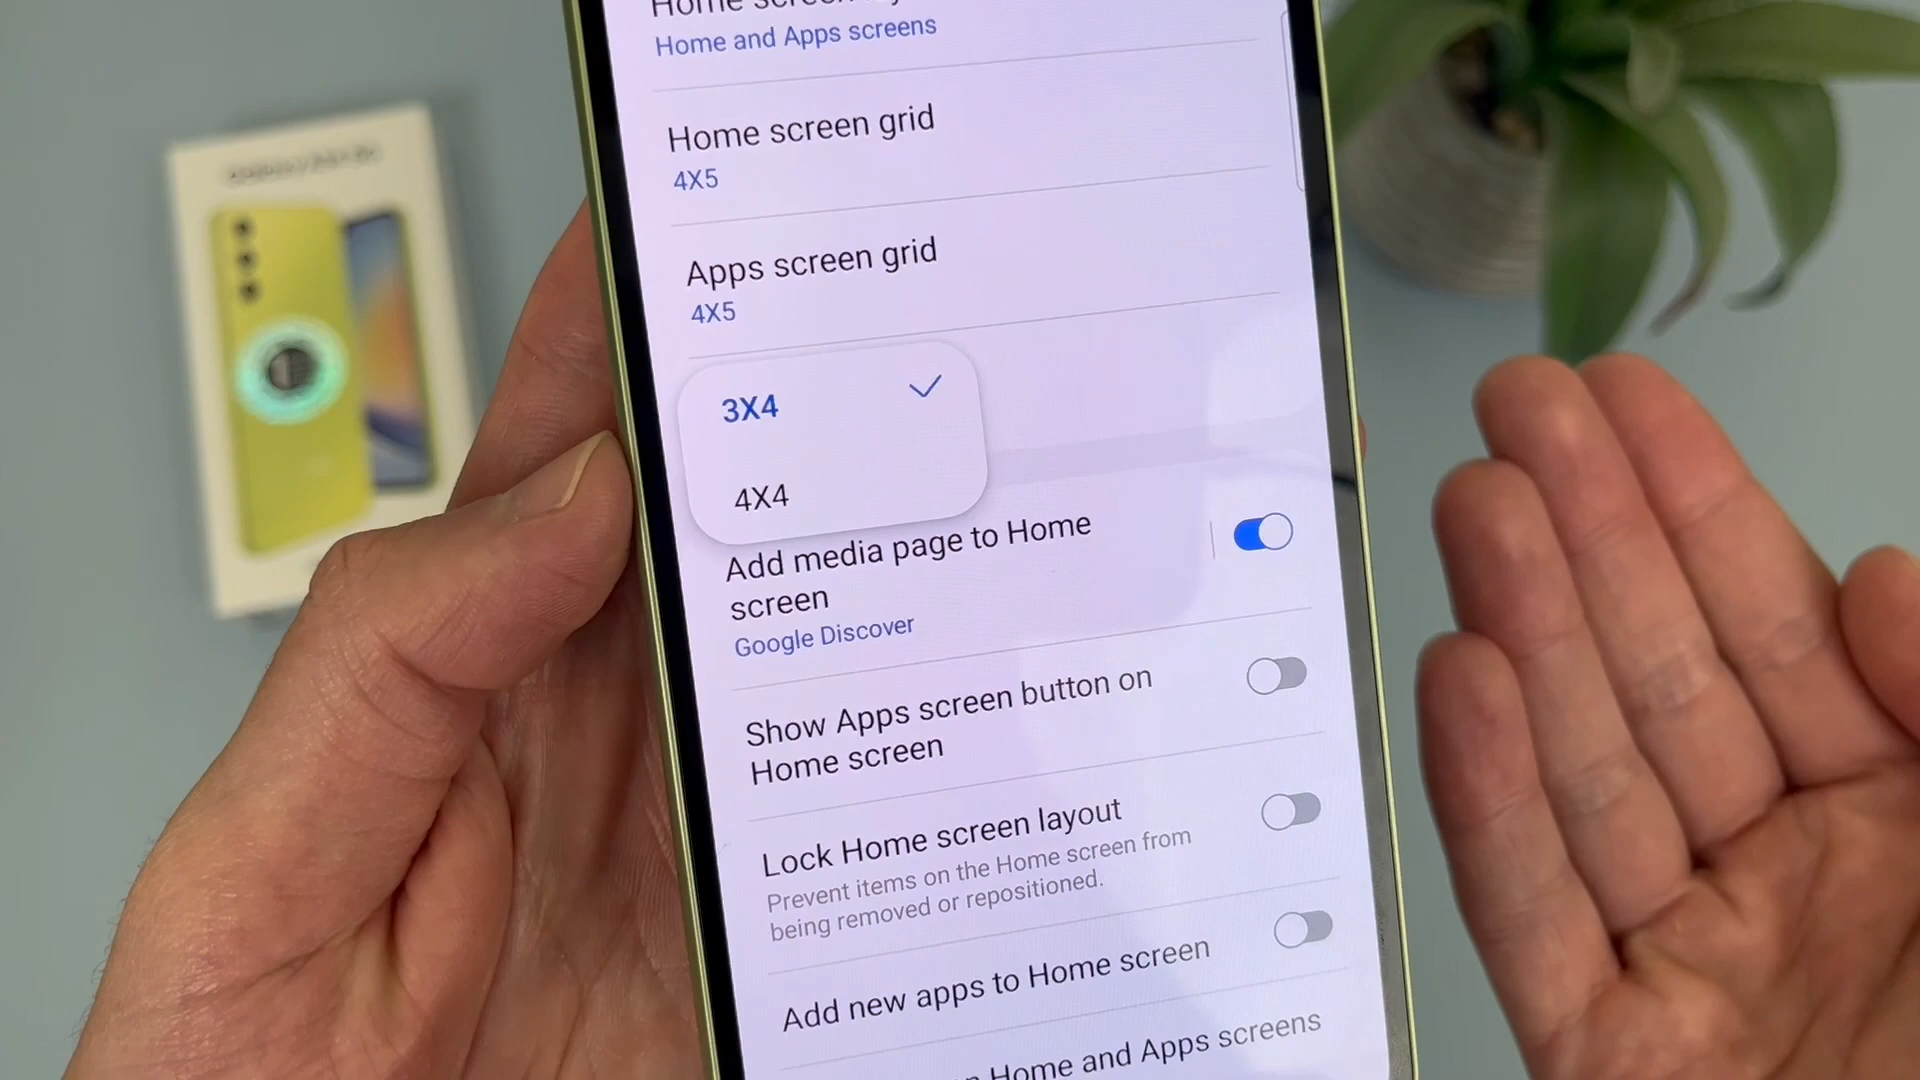 Home screen
Home and Apps screens
Home screen grid
4X5
Apps screen grid
4X5
3X4
4X4
Add media page to Home
screen
Google Discover
Show Apps screen button on
Home screen
Lock Home screen layout
Prevent items on the Home screen from
being removed or repositioned.
Add new apps to Home screen
Home and Apps screens